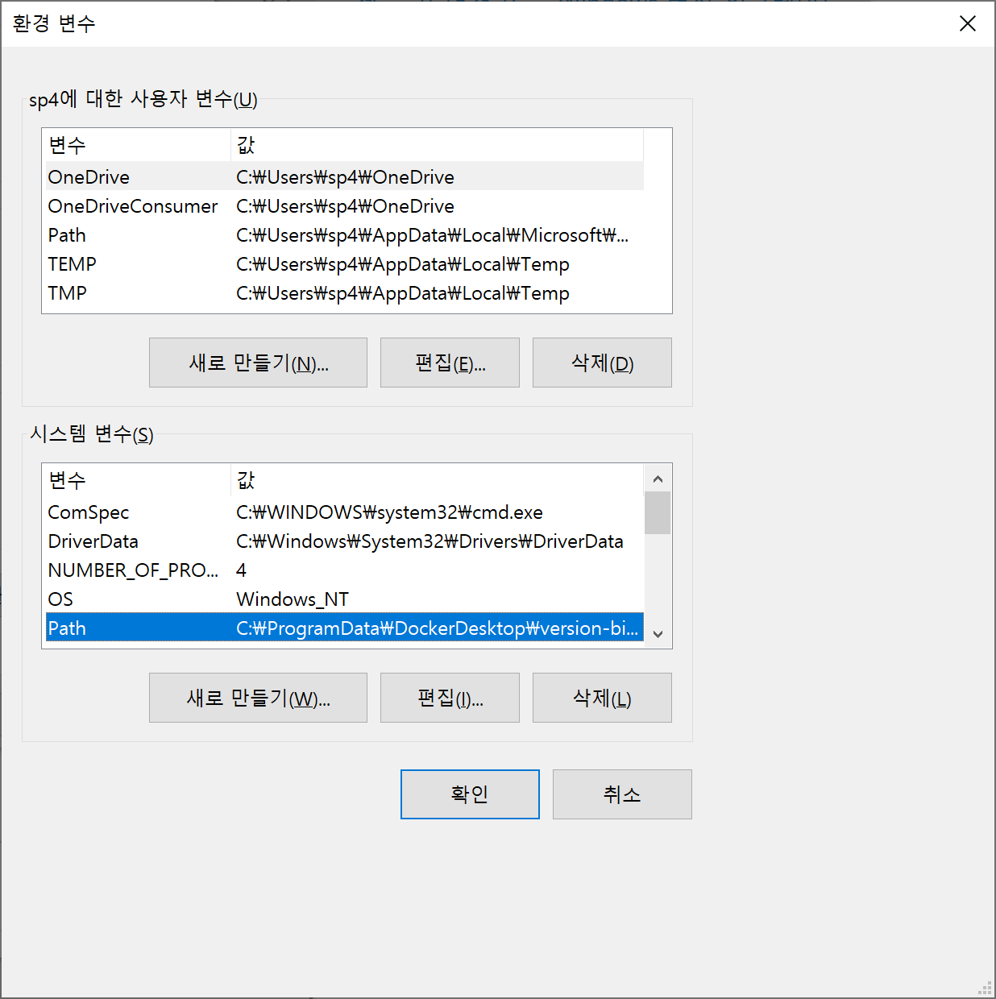 환경 변수
sp4에 대한 사용자 변수(U)
변수 값
OneDrive C:₩Users₩sp4₩OneDrive
OneDriveConsumer C:₩Users₩sp4₩OneDrive
Path C:₩Users₩sp4₩AppData₩Local₩Microsoft₩...
TEMP C:₩Users₩sp4₩AppData₩Local₩Temp
TMP C:₩Users₩sp4₩AppData₩Local₩Temp
새로 만들기(N)... 편집(E)... 삭제(D)
시스템 변수(S)
변수 값
ComSpec C:₩WINDOWS₩system32₩cmd.exe
DriverData C:₩Windows₩System32₩Drivers₩DriverData
NUMBER_OF_PRO... 4
OS Windows_NT
Path C:₩ProgramData₩DockerDesktop₩version-bi...
새로 만들기(W)... 편집(I)... 삭제(L)
확인 취소